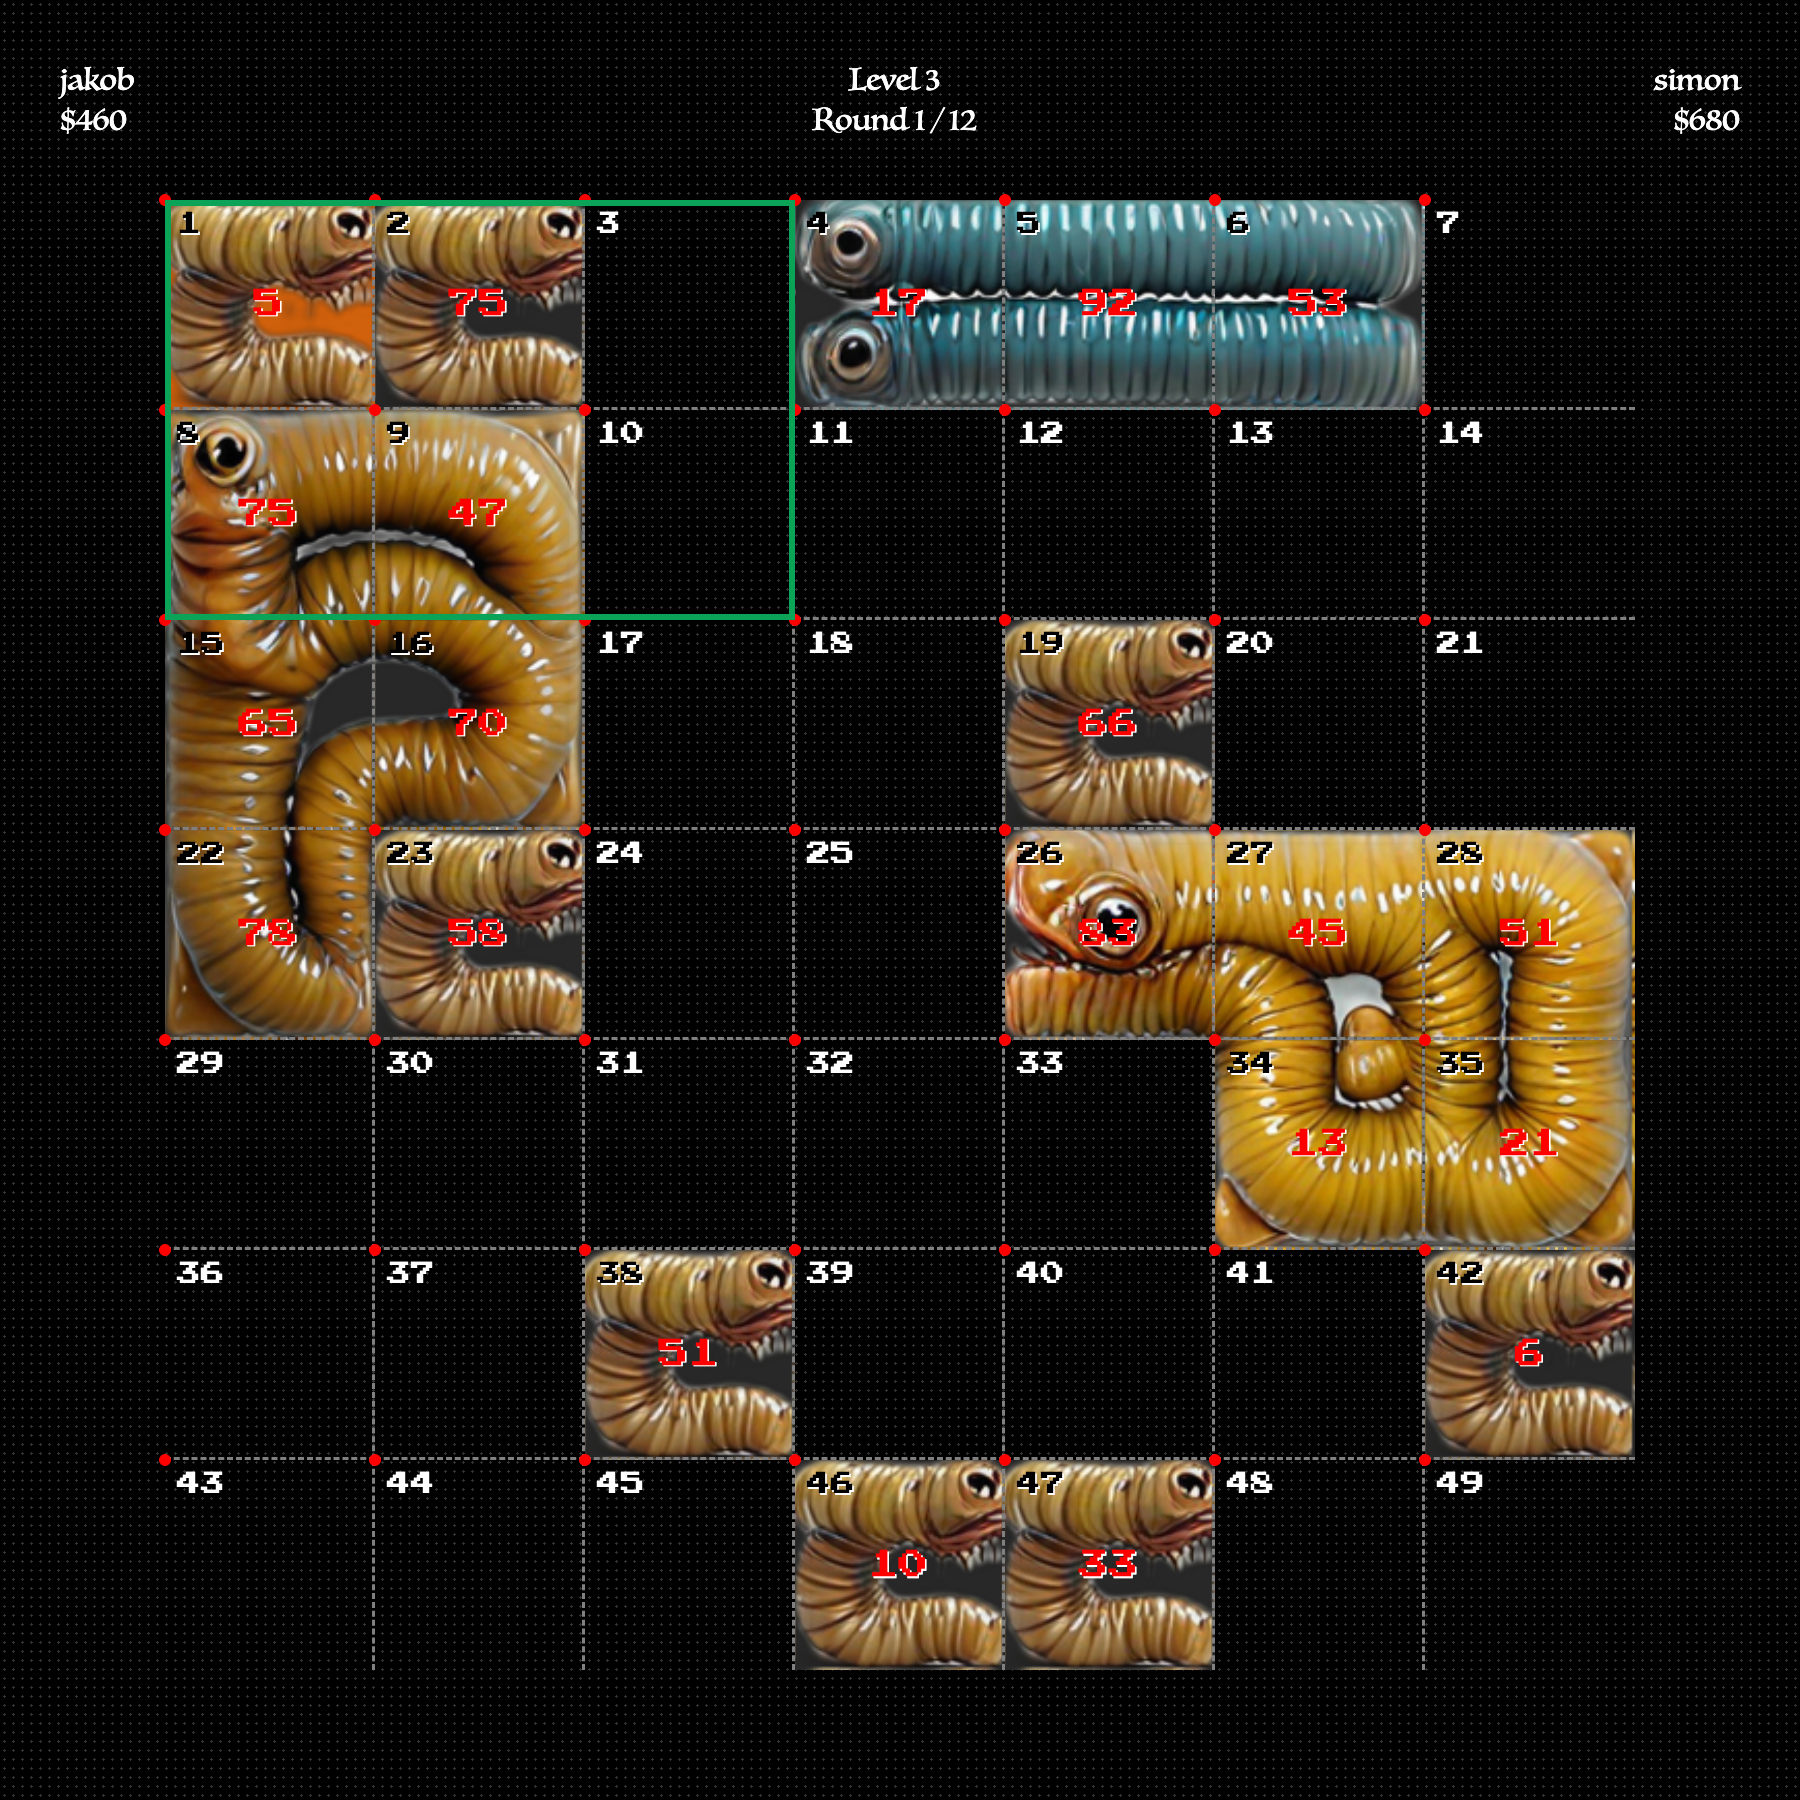 jakob Level 3 simon
$460 Round 1 / 12 $680
1 2 3 4 5 6 7
5 75 17 92 53
8 9 10 11 12 13 14
75 47
15 16 17 18 19 20 21
65 70 66
22 23 24 25 26 27 28
78 58 83 45 51
29 30 31 32 33 34 35
13 21
36 37 38 39 40 41 42
51 6
43 44 45 46 47 48 49
10 33